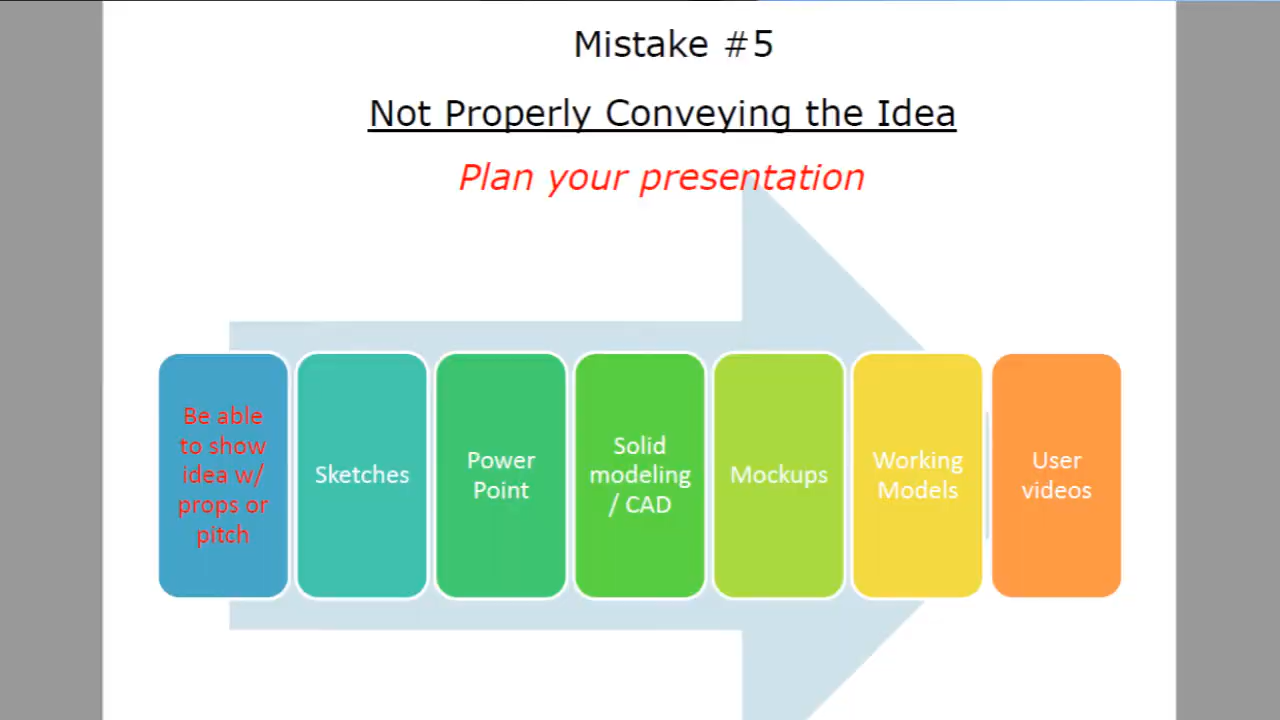 Mistake #5
Not Properly Conveying the Idea
Plan your presentation
Be able
to show
idea w/
props or
pitch
Sketches
Power
Point
Solid
modeling
/ CAD
Mockups
Working
Models
User
videos